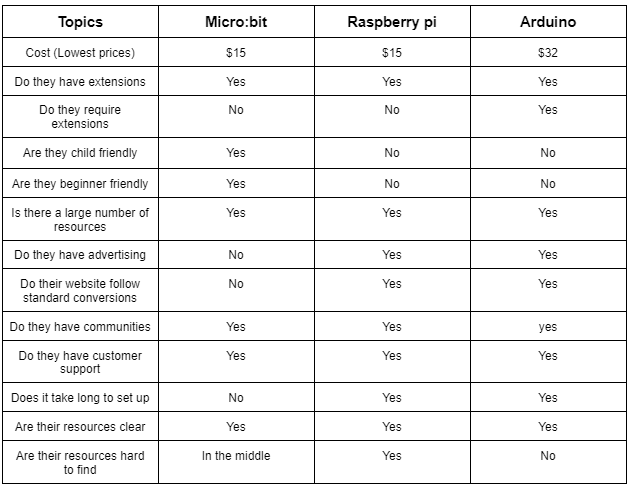 Topics Micro:bit Raspberry pi Arduino
Cost (Lowest prices) $15 $15 $32
Do they have extensions Yes Yes Yes
Do they require No No Yes
extensions
Are they child friendly Yes No No
Are they beginner friendly Yes No No
Is there a large number of Yes Yes Yes
resources
Do they have advertising No Yes Yes
Do their website follow No Yes Yes
standard conversions
Do they have communities Yes Yes yes
Do they have customer Yes Yes Yes
support
Does it take long to set up No Yes Yes
Are their resources clear Yes Yes Yes
Are their resources hard In the middle Yes No
to find